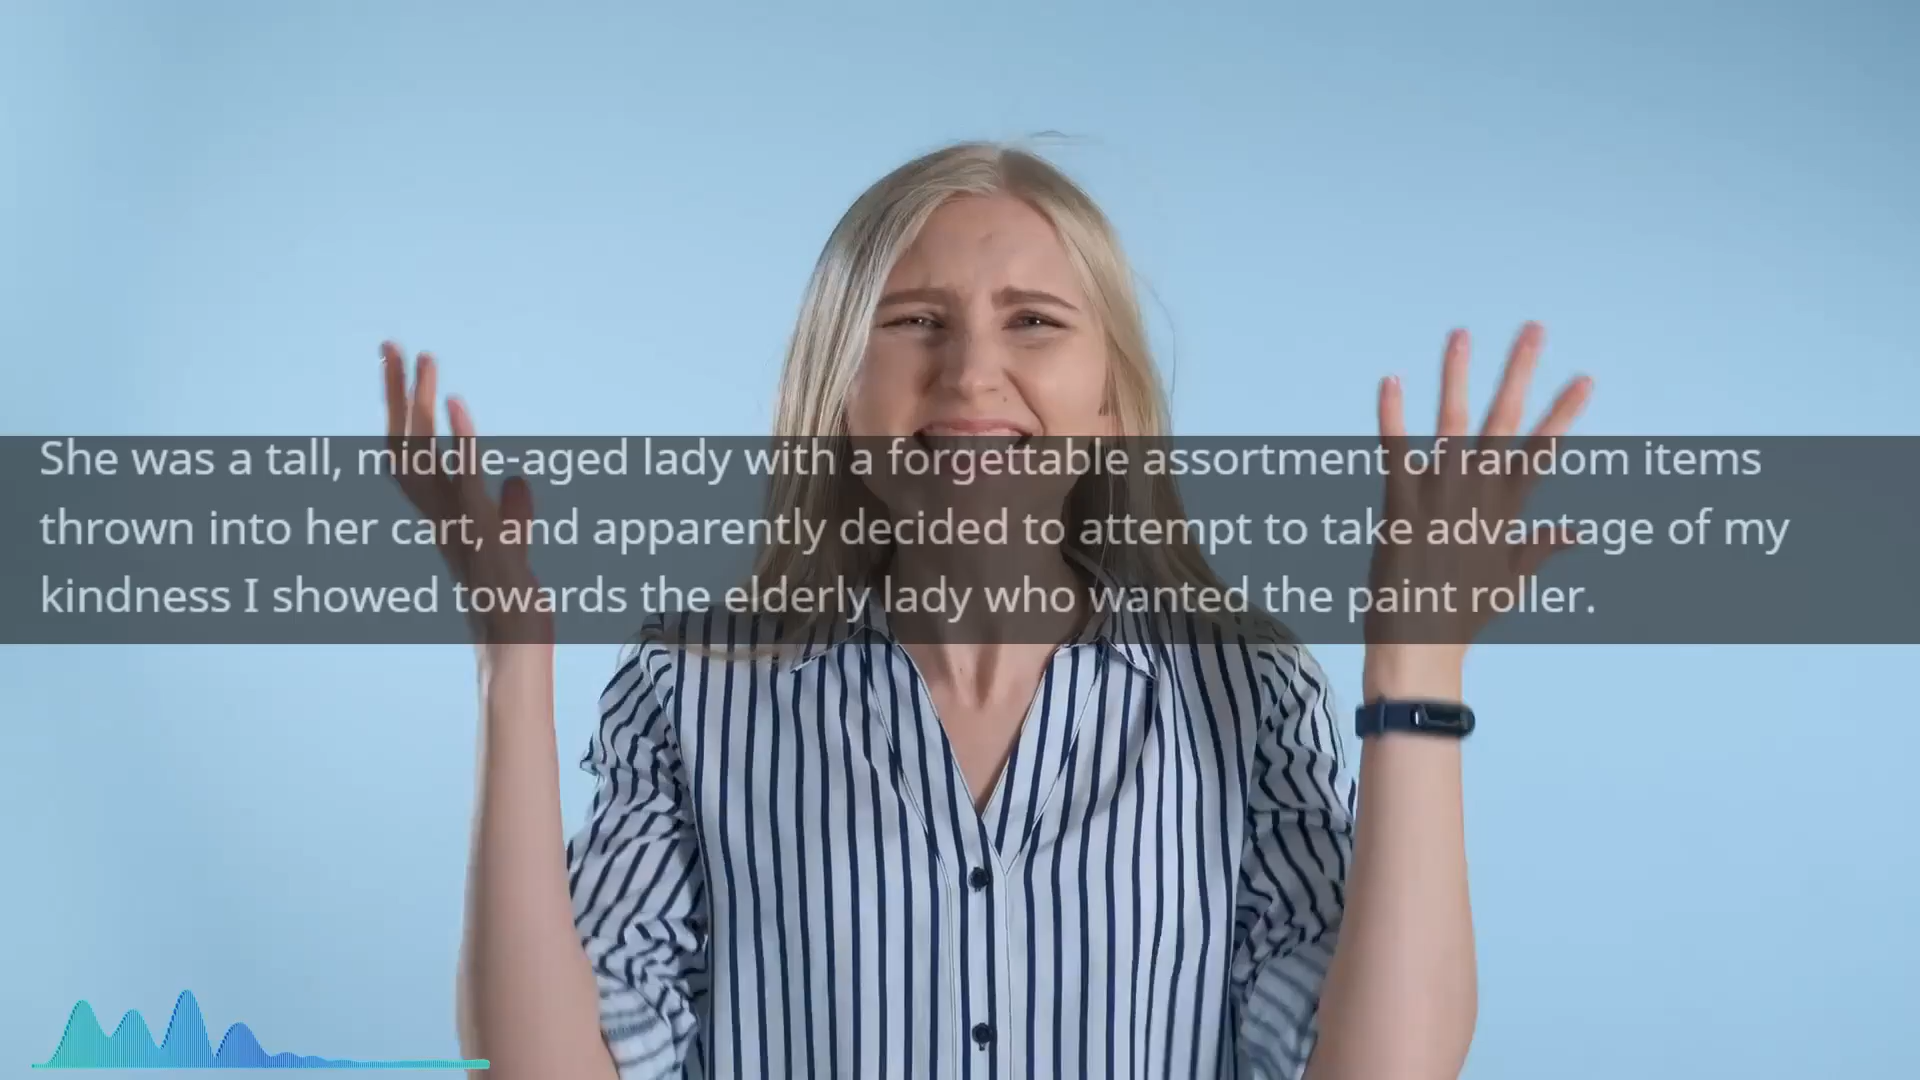 She was a tall, middle-aged lady with a forgettable assortment of random items
thrown into her cart, and apparently decided to attempt to take advantage of my
kindness I showed towards the elderly lady who wanted the paint roller.